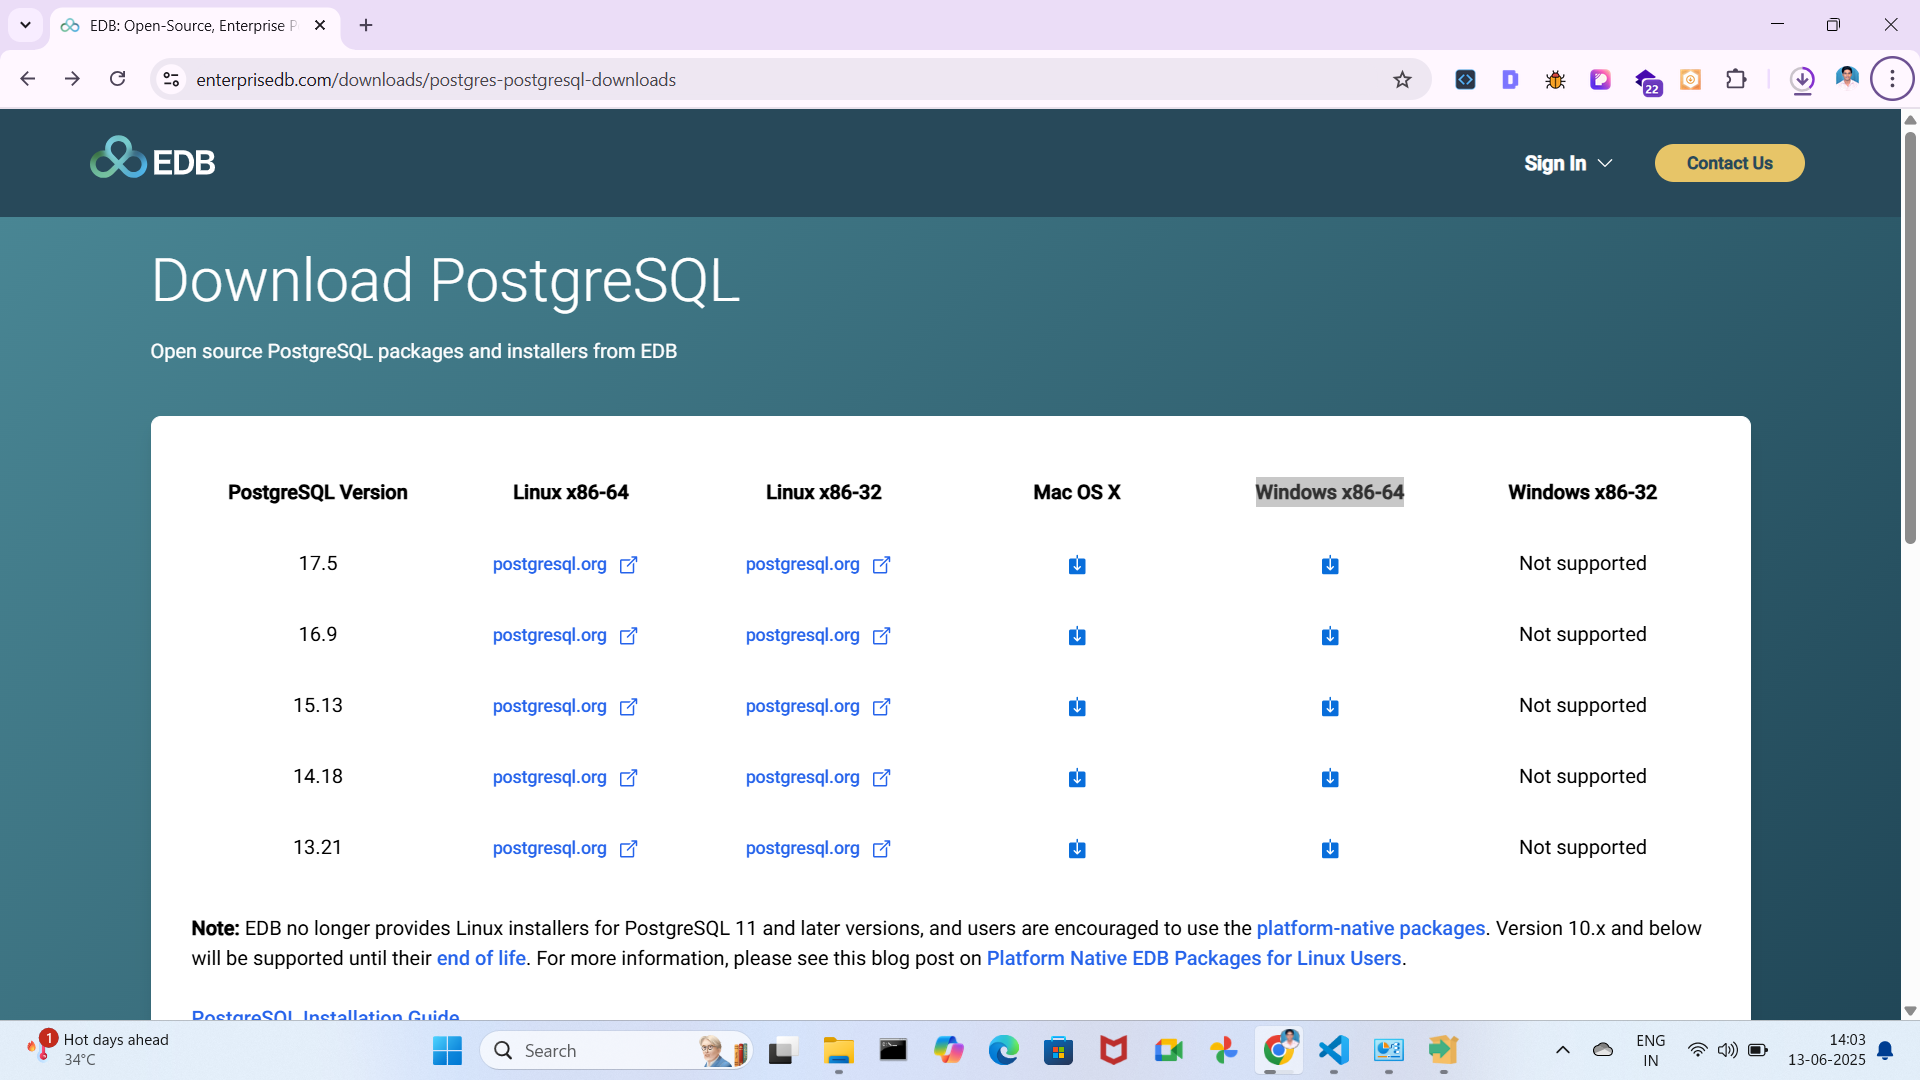 EDB: Open-Source, Enterprise P
enterprisedb.com/downloads/postgres-postgresql-downloads
22
EDB
Sign In
Contact Us
Download PostgreSQL
Open source PostgreSQL packages and installers from EDB
PostgreSQL Version Linux x86-64 Linux x86-32 Mac OS X Windows x86-64 Windows x86-32
17.5 postgresql.org postgresql.org Not supported
16.9 postgresql.org postgresql.org Not supported
15.13 postgresql.org postgresql.org Not supported
14.18 postgresql.org postgresql.org Not supported
13.21 postgresql.org postgresql.org Not supported
Note: EDB no longer provides Linux installers for PostgreSQL 11 and later versions, and users are encouraged to use the platform-native packages. Version 10.x and below
will be supported until their end of life. For more information, please see this blog post on Platform Native EDB Packages for Linux Users.
PostgreSQL Installation Guide
1
Hot days ahead
34°C
Search
ENG
IN
14:03
13-06-2025